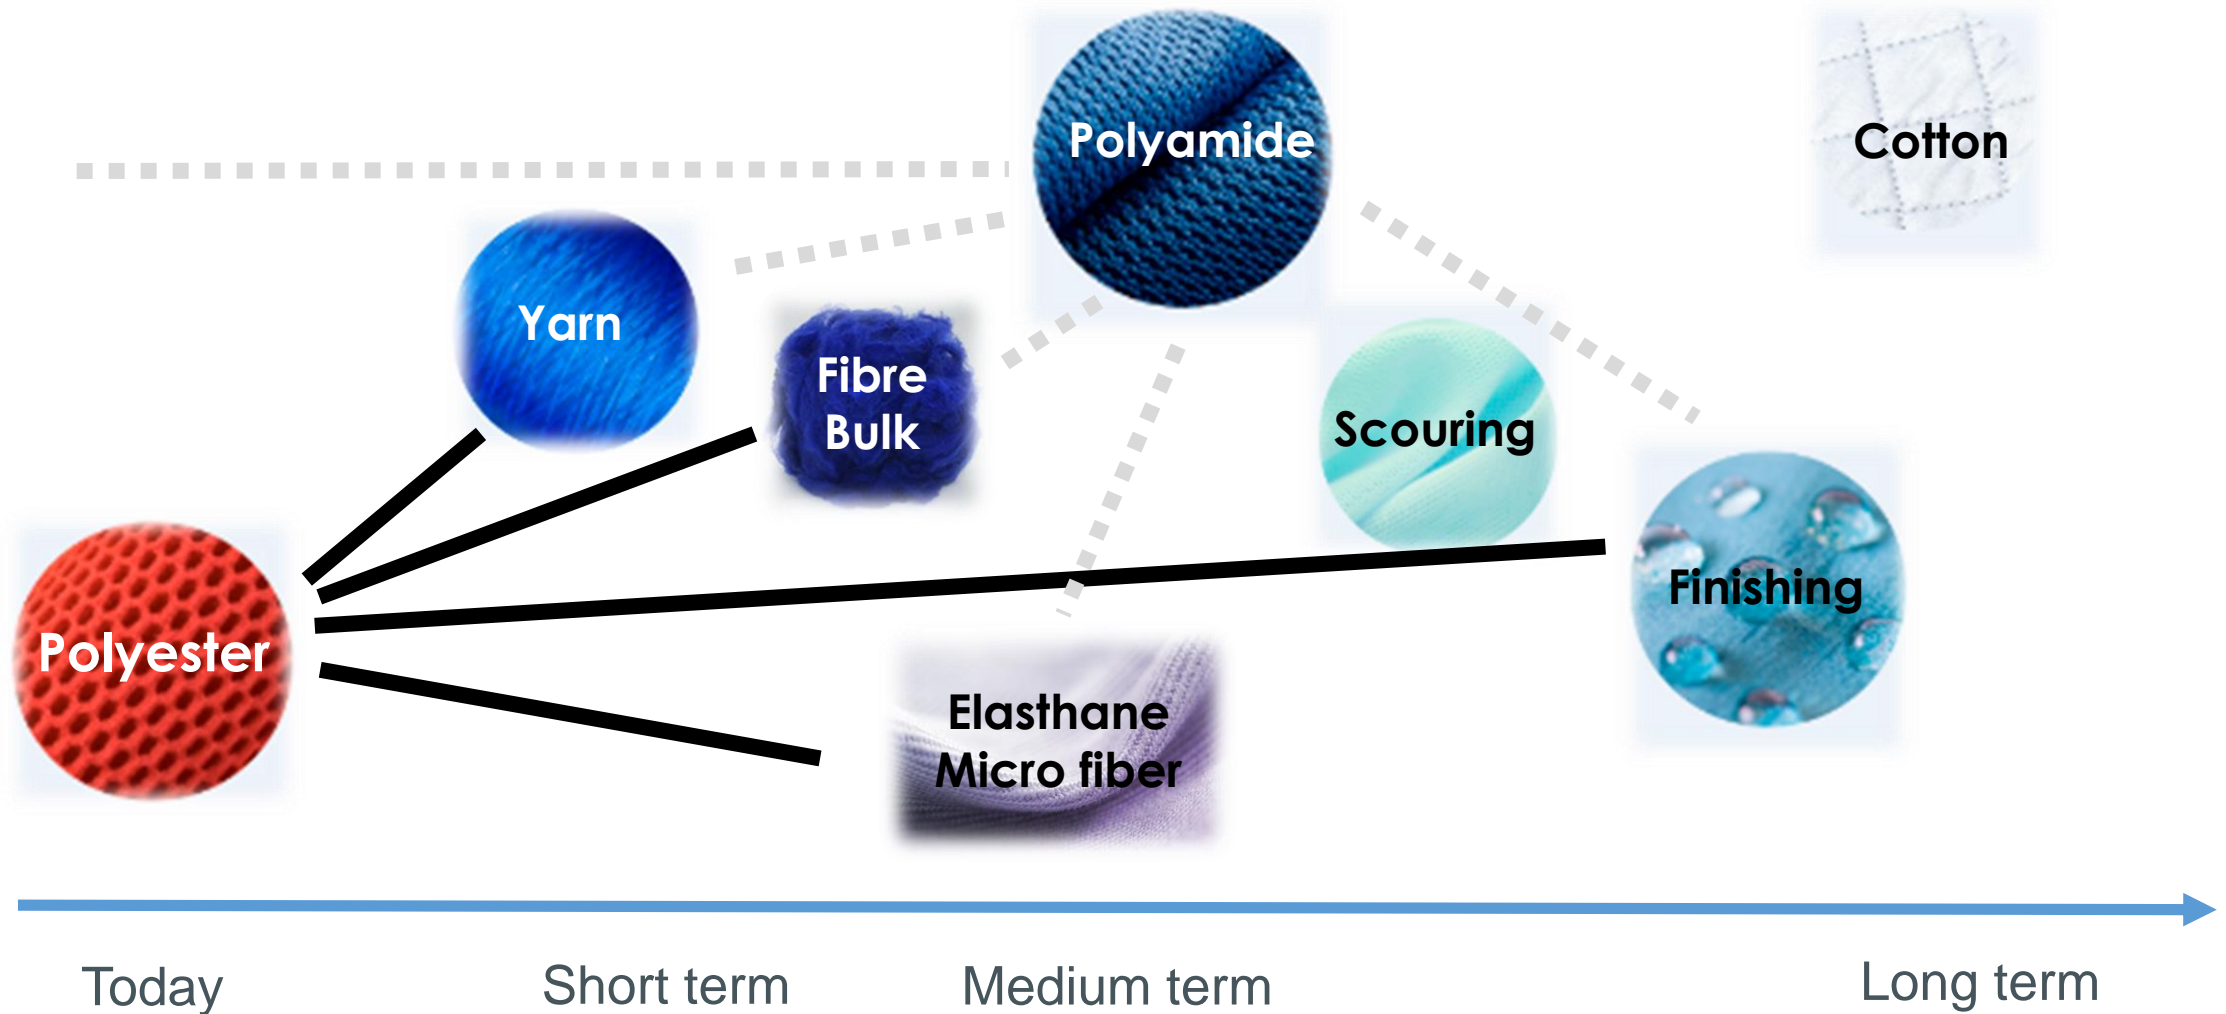 Polyamide
Cotton
Yarn
Fibre
Bulk
Scouring
Finishing
Polyester
Elasthane
Micro fiber
Today
Short term
Medium term
Long term